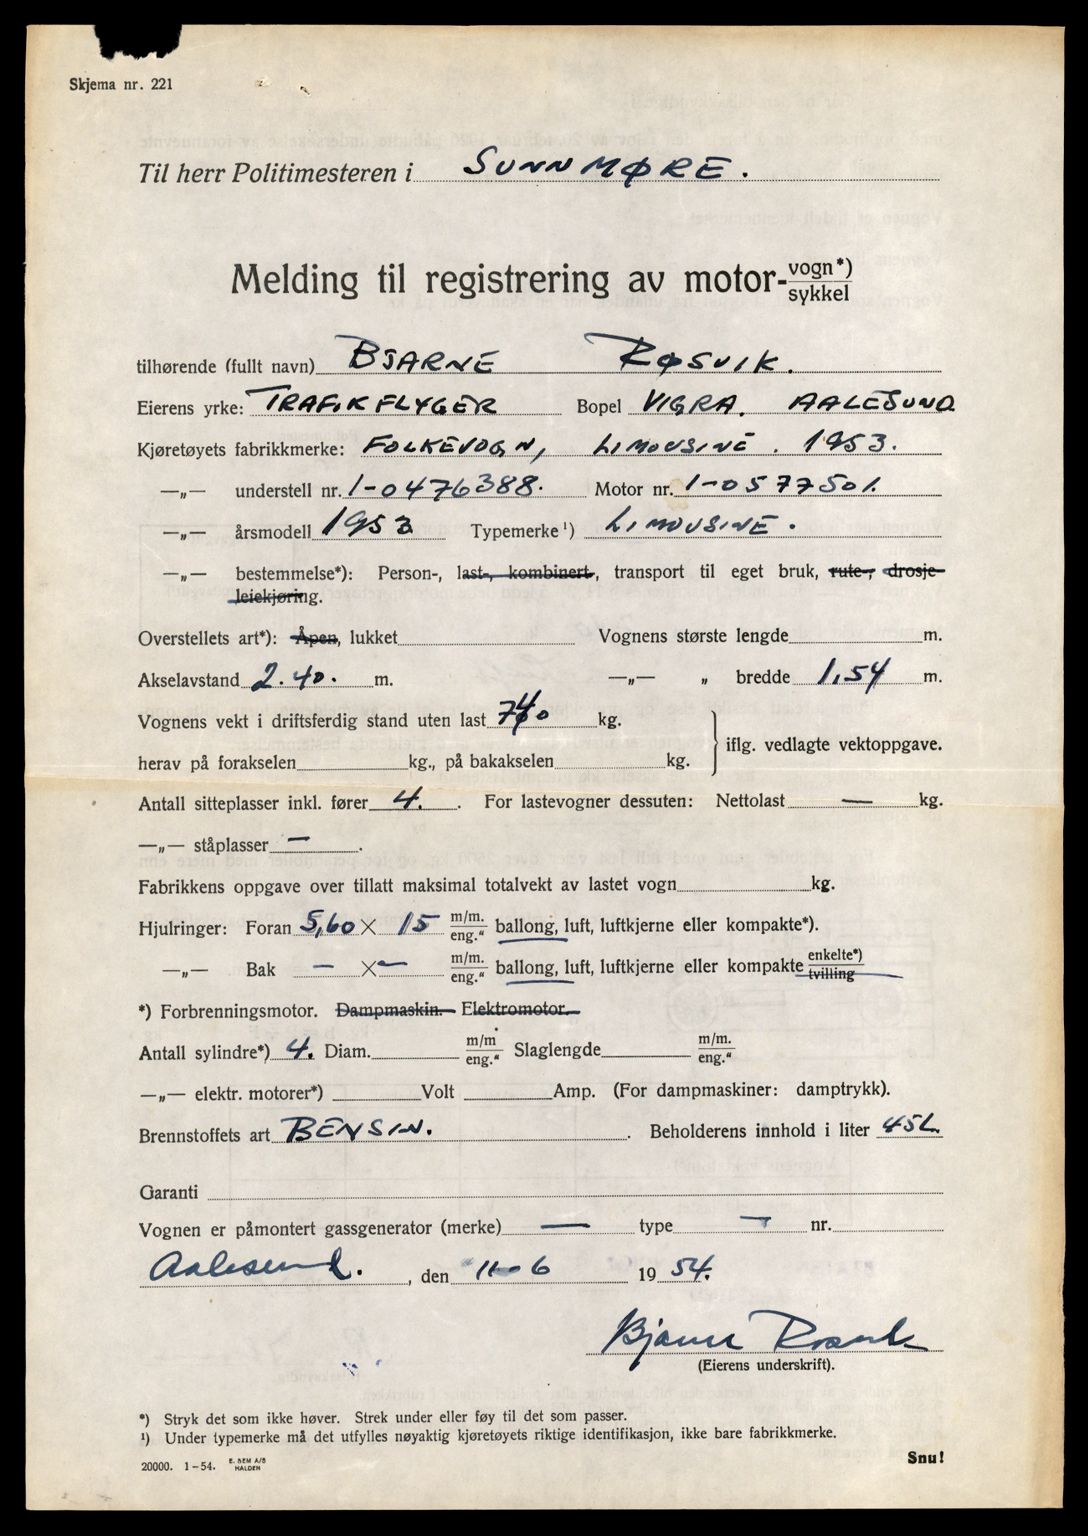 Skjema nr. 221
Til herr Politimesteren i SUNNMØRE.
Melding til registrering av motor-vogn*)
sykkel
tilhørende (fullt navn) BJARNE RØSVIK.
Eierens yrke: TRAFIKFLYGER Bopel VIGRA. AALESUND
Kjøretøyets fabrikkmerke: FOLKEVOGN, LIMOUSINE. 1953.
—„— understell nr. 1-0476388. Motor nr. 1-0577501.
—„— årsmodell 1953 Typemerke¹) LIMOUSINE.
—„— bestemmelse*): Person-, last-, kombinert-, transport til eget bruk, rute-, drosje-
leiekjøring.
Overstellets art*): Åpen, lukket Vognens største lengde m.
Akselavstand 2.40. m. —„— „ bredde 1,54 m.
Vognens vekt i driftsferdig stand uten last 740 kg.
iflg. vedlagte vektoppgave.
herav på forakselen kg., på bakakselen kg.
Antall sitteplasser inkl. fører 4. . For lastevogner dessuten: Nettolast — kg.
—„— ståplasser — .
Fabrikkens oppgave over tillatt maksimal totalvekt av lastet vogn kg.
Hjulringer: Foran 5,60 × 15 m/m. eng." ballong, luft, luftkjerne eller kompakte*).
—„— Bak — × — m/m. eng." ballong, luft, luftkjerne eller kompakte enkelte*) tvilling
*) Forbrenningsmotor. Dampmaskin. Elektromotor.
Antall sylindre*) 4. Diam. m/m eng." Slaglengde m/m. eng."
—„— elektr. motorer*) Volt Amp. (For dampmaskiner: damptrykk).
Brennstoffets art BENSIN. . Beholderens innhold i liter 45L
Garanti
Vognen er påmontert gassgenerator (merke) — type — nr.
Aalesund. , den 11-6 19 54.
Bjarne Røsvik
(Eierens underskrift).
*) Stryk det som ikke høver. Strek under eller føy til det som passer.
¹) Under typemerke må det utfylles nøyaktig kjøretøyets riktige identifikasjon, ikke bare fabrikkmerke.
20000. 1–54. E. SEM A/S HALDEN
Snu!